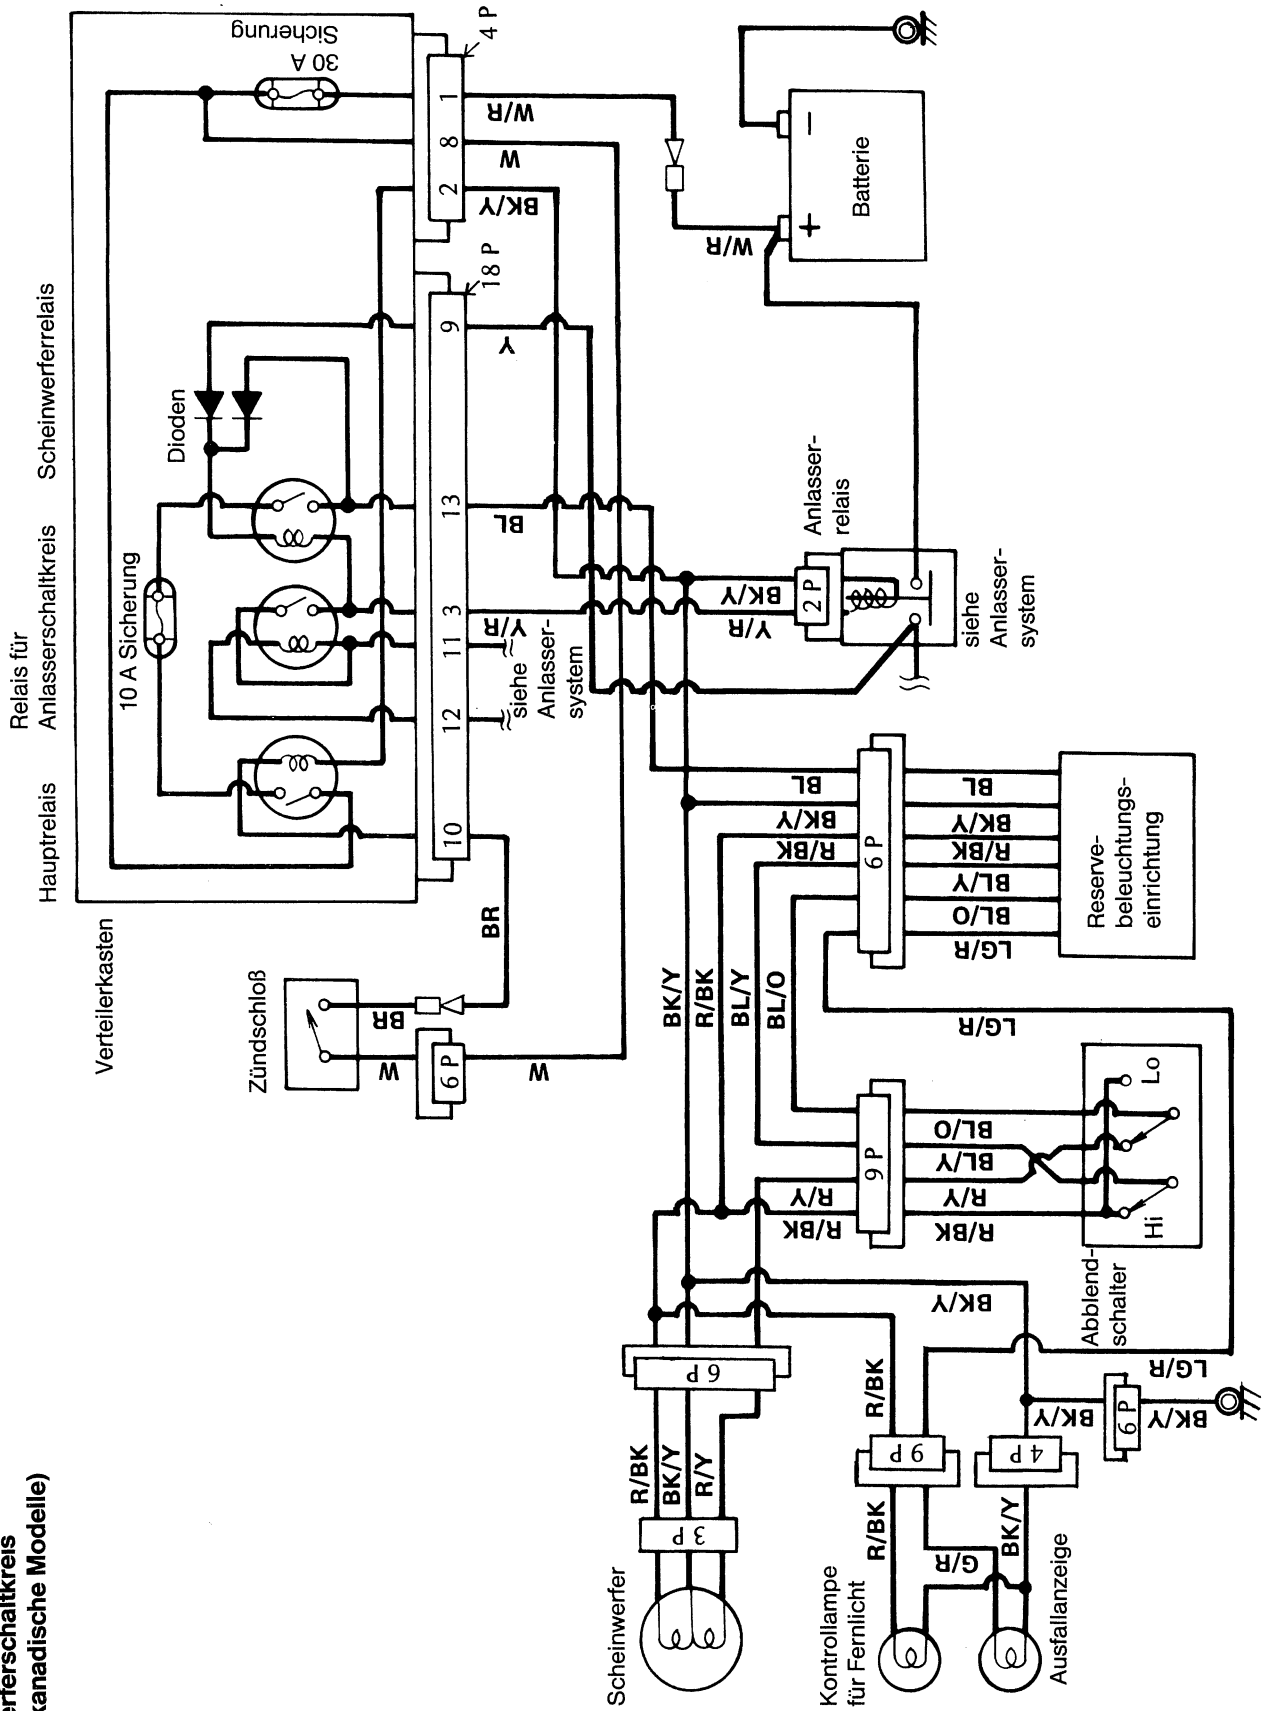 erferschaltkreis
kanadische Modelle)
Hauptrelais
Relais für
Anlasserschaltkreis
Scheinwerferrelais
10 A Sicherung
Dioden
30 A
Sicherung
4 P
18 P
1
8
2
9
13
3
11
12
10
W/R
W
BK/Y
Y
BL
Y/R
siehe
Anlasser-
system
BR
Verteilerkasten
Zündschloß
BR
W
6 P
W
W/R
Batterie
+
−
Anlasser-
relais
2 P
BK/Y
Y/R
siehe
Anlasser-
system
BL
BK/Y
R/BK
6 P
BL
BK/Y
R/BK
BL/Y
BL/O
LG/R
Reserve-
beleuchtungs-
einrichtung
BK/Y
R/BK
BL/Y
BL/O
LG/R
9 P
R/Y
R/BK
BL/O
BL/Y
R/Y
R/BK
Lo
Hi
Abblend-
schalter
BK/Y
LG/R
6 P
R/BK
BK/Y
R/Y
3 P
Scheinwerfer
R/BK
9 P
R/BK
G/R
4 P
BK/Y
BK/Y
6 P
BK/Y
Kontrollampe
für Fernlicht
Ausfallanzeige